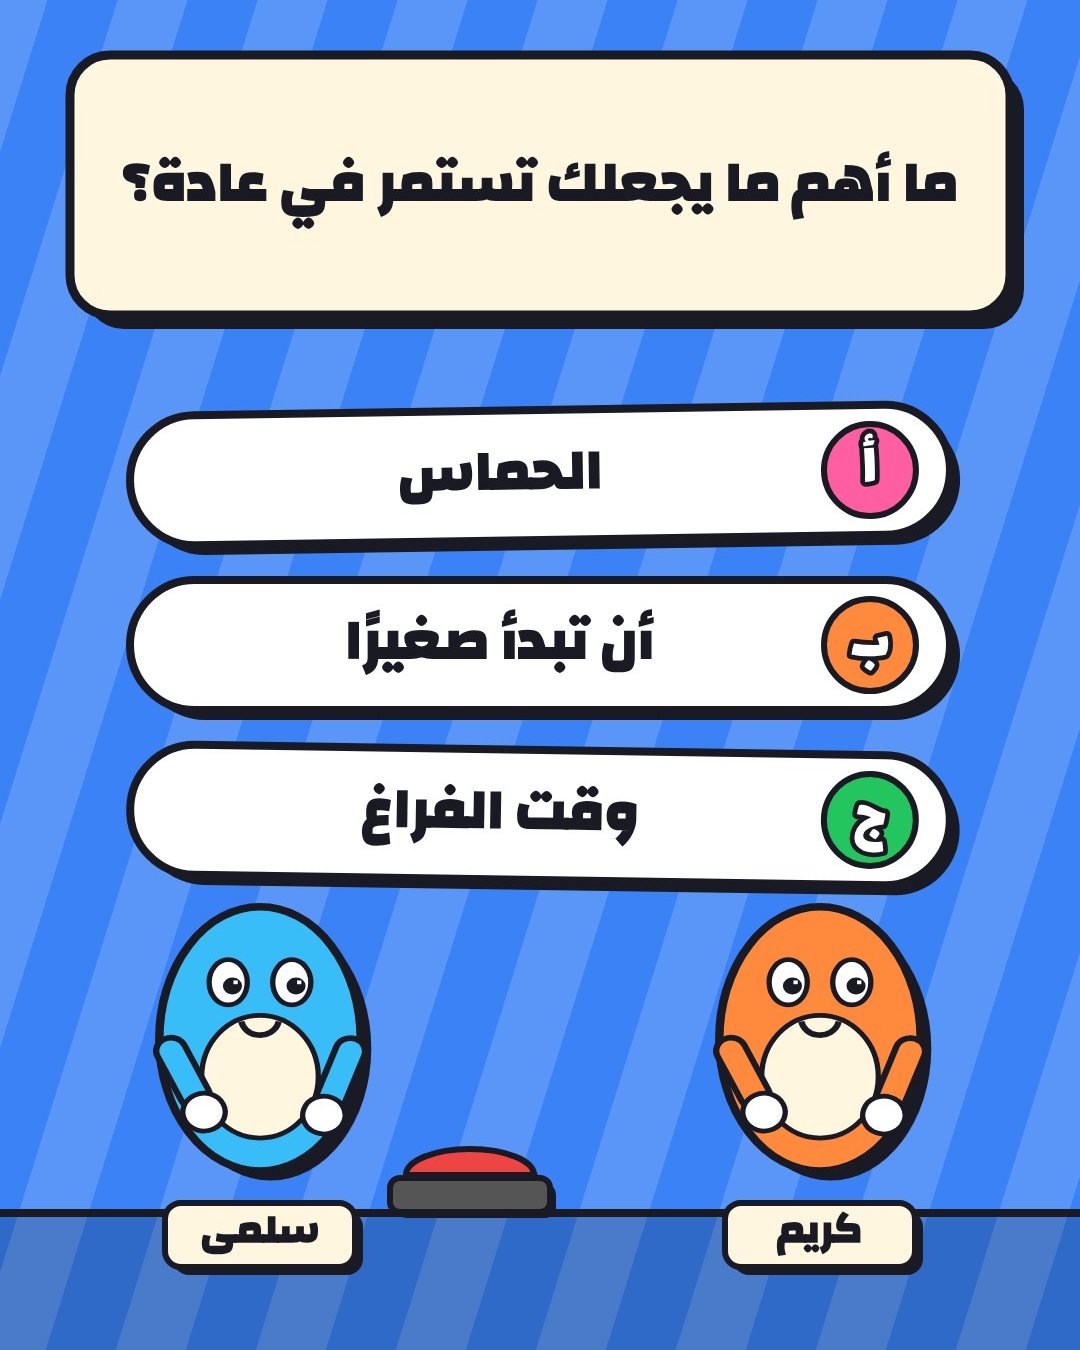 ما أهم ما يجعلك تستمر في عادة؟
أ
الحماس
ب
أن تبدأ صغيرًا
ج
وقت الفراغ
كريم
سلمى